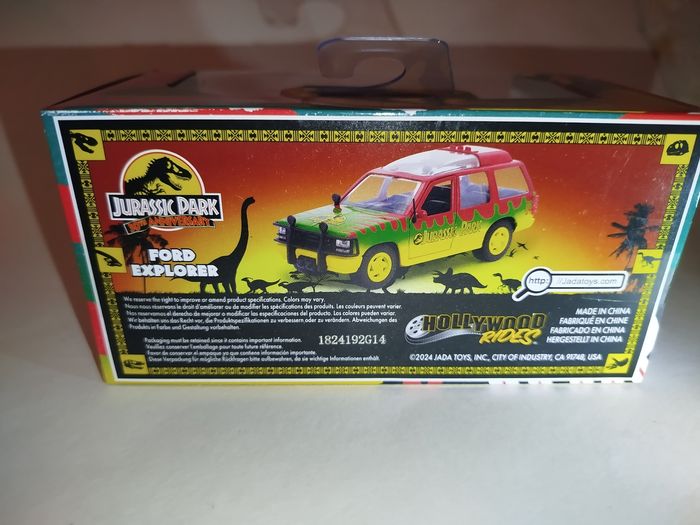 JURASSIC PARK
30TH ANNIVERSARY
FORD
EXPLORER
JURASSIC PARK
http: //Jadatoys.com
We reserve the right to improve or amend product specifications. Colors may vary.
Nous nous réservons le droit d'améliorer ou de modifier les spécifications des produits. Les couleurs peuvent varier.
Nos reservamos el derecho de mejorar o modificar las especificaciones del producto. Los colores pueden variar.
Wir behalten uns das Recht vor, die Produktspezifikationen zu verbessern oder zu verändern. Abweichungen des
Produkts in Farbe und Gestaltung vorbehalten.
Packaging must be retained since it contains important information.
Veuillez conserver l'emballage pour toute future référence.
Favor de conservar el empaque ya que contiene información importante.
Diese Verpackung für mögliche Rückfragen bitte aufbewahren, da sie wichtige Informationen enthält.
1824192G14
HOLLYWOOD
RIDES
MADE IN CHINA
FABRIQUÉ EN CHINE
FABRICADO EN CHINA
HERGESTELLT IN CHINA
©2024 JADA TOYS, INC., CITY OF INDUSTRY, CA 91748, USA